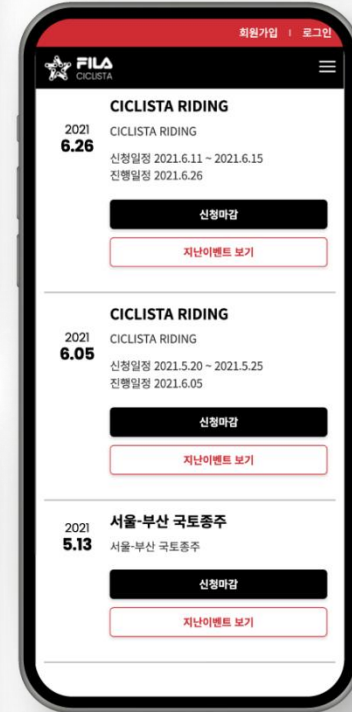 회원가입 | 로그인
FILA
CICLISTA
2021
6.26
CICLISTA RIDING
CICLISTA RIDING
신청일정 2021.6.11 ~ 2021.6.15
진행일정 2021.6.26
신청마감
지난이벤트 보기
2021
6.05
CICLISTA RIDING
CICLISTA RIDING
신청일정 2021.5.20 ~ 2021.5.25
진행일정 2021.6.05
신청마감
지난이벤트 보기
2021
5.13
서울-부산 국토종주
서울-부산 국토종주
신청마감
지난이벤트 보기